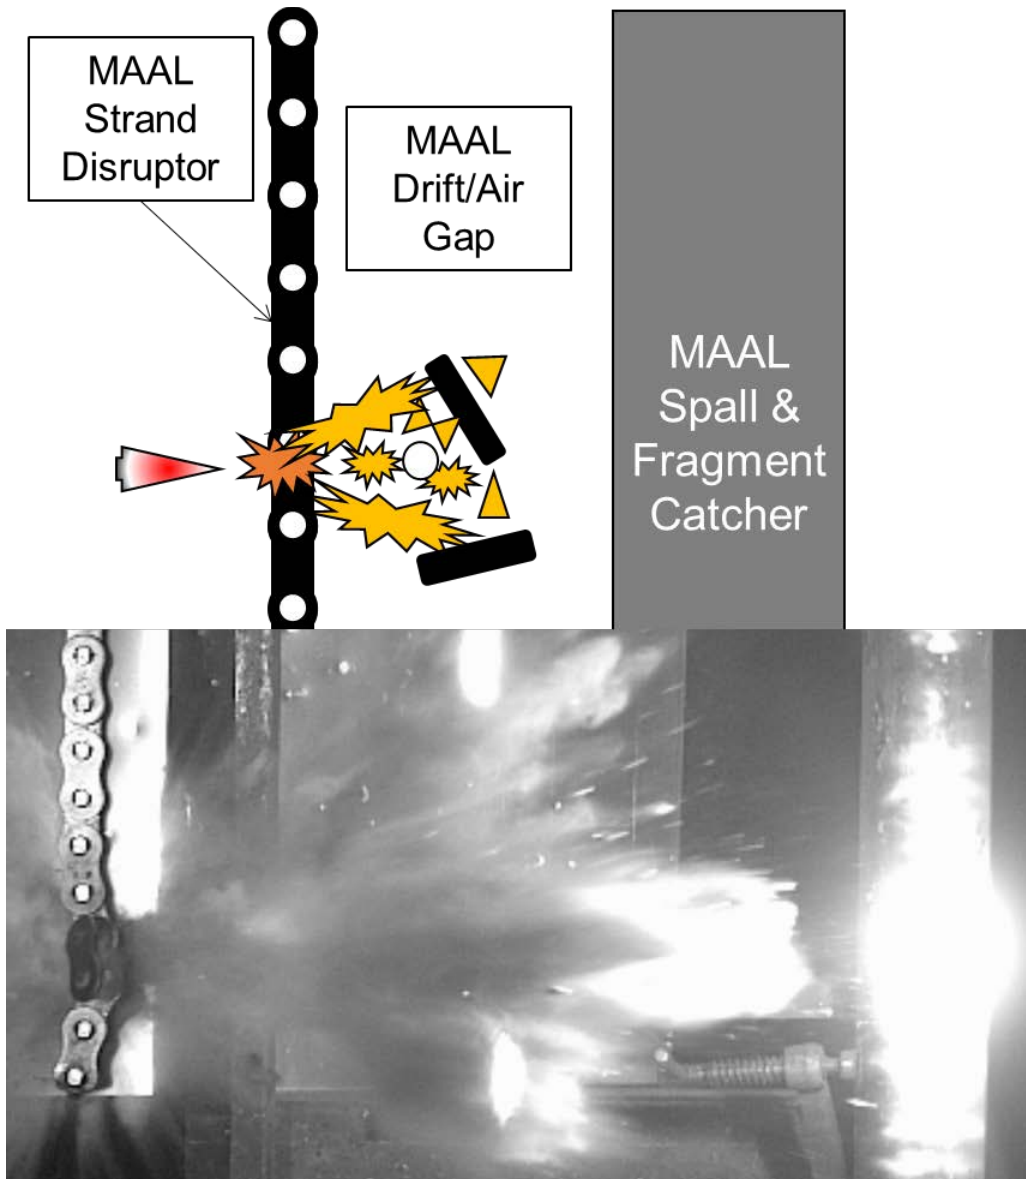 MAAL
Strand
Disruptor
MAAL
Drift/Air
Gap
MAAL
Spall &
Fragment
Catcher